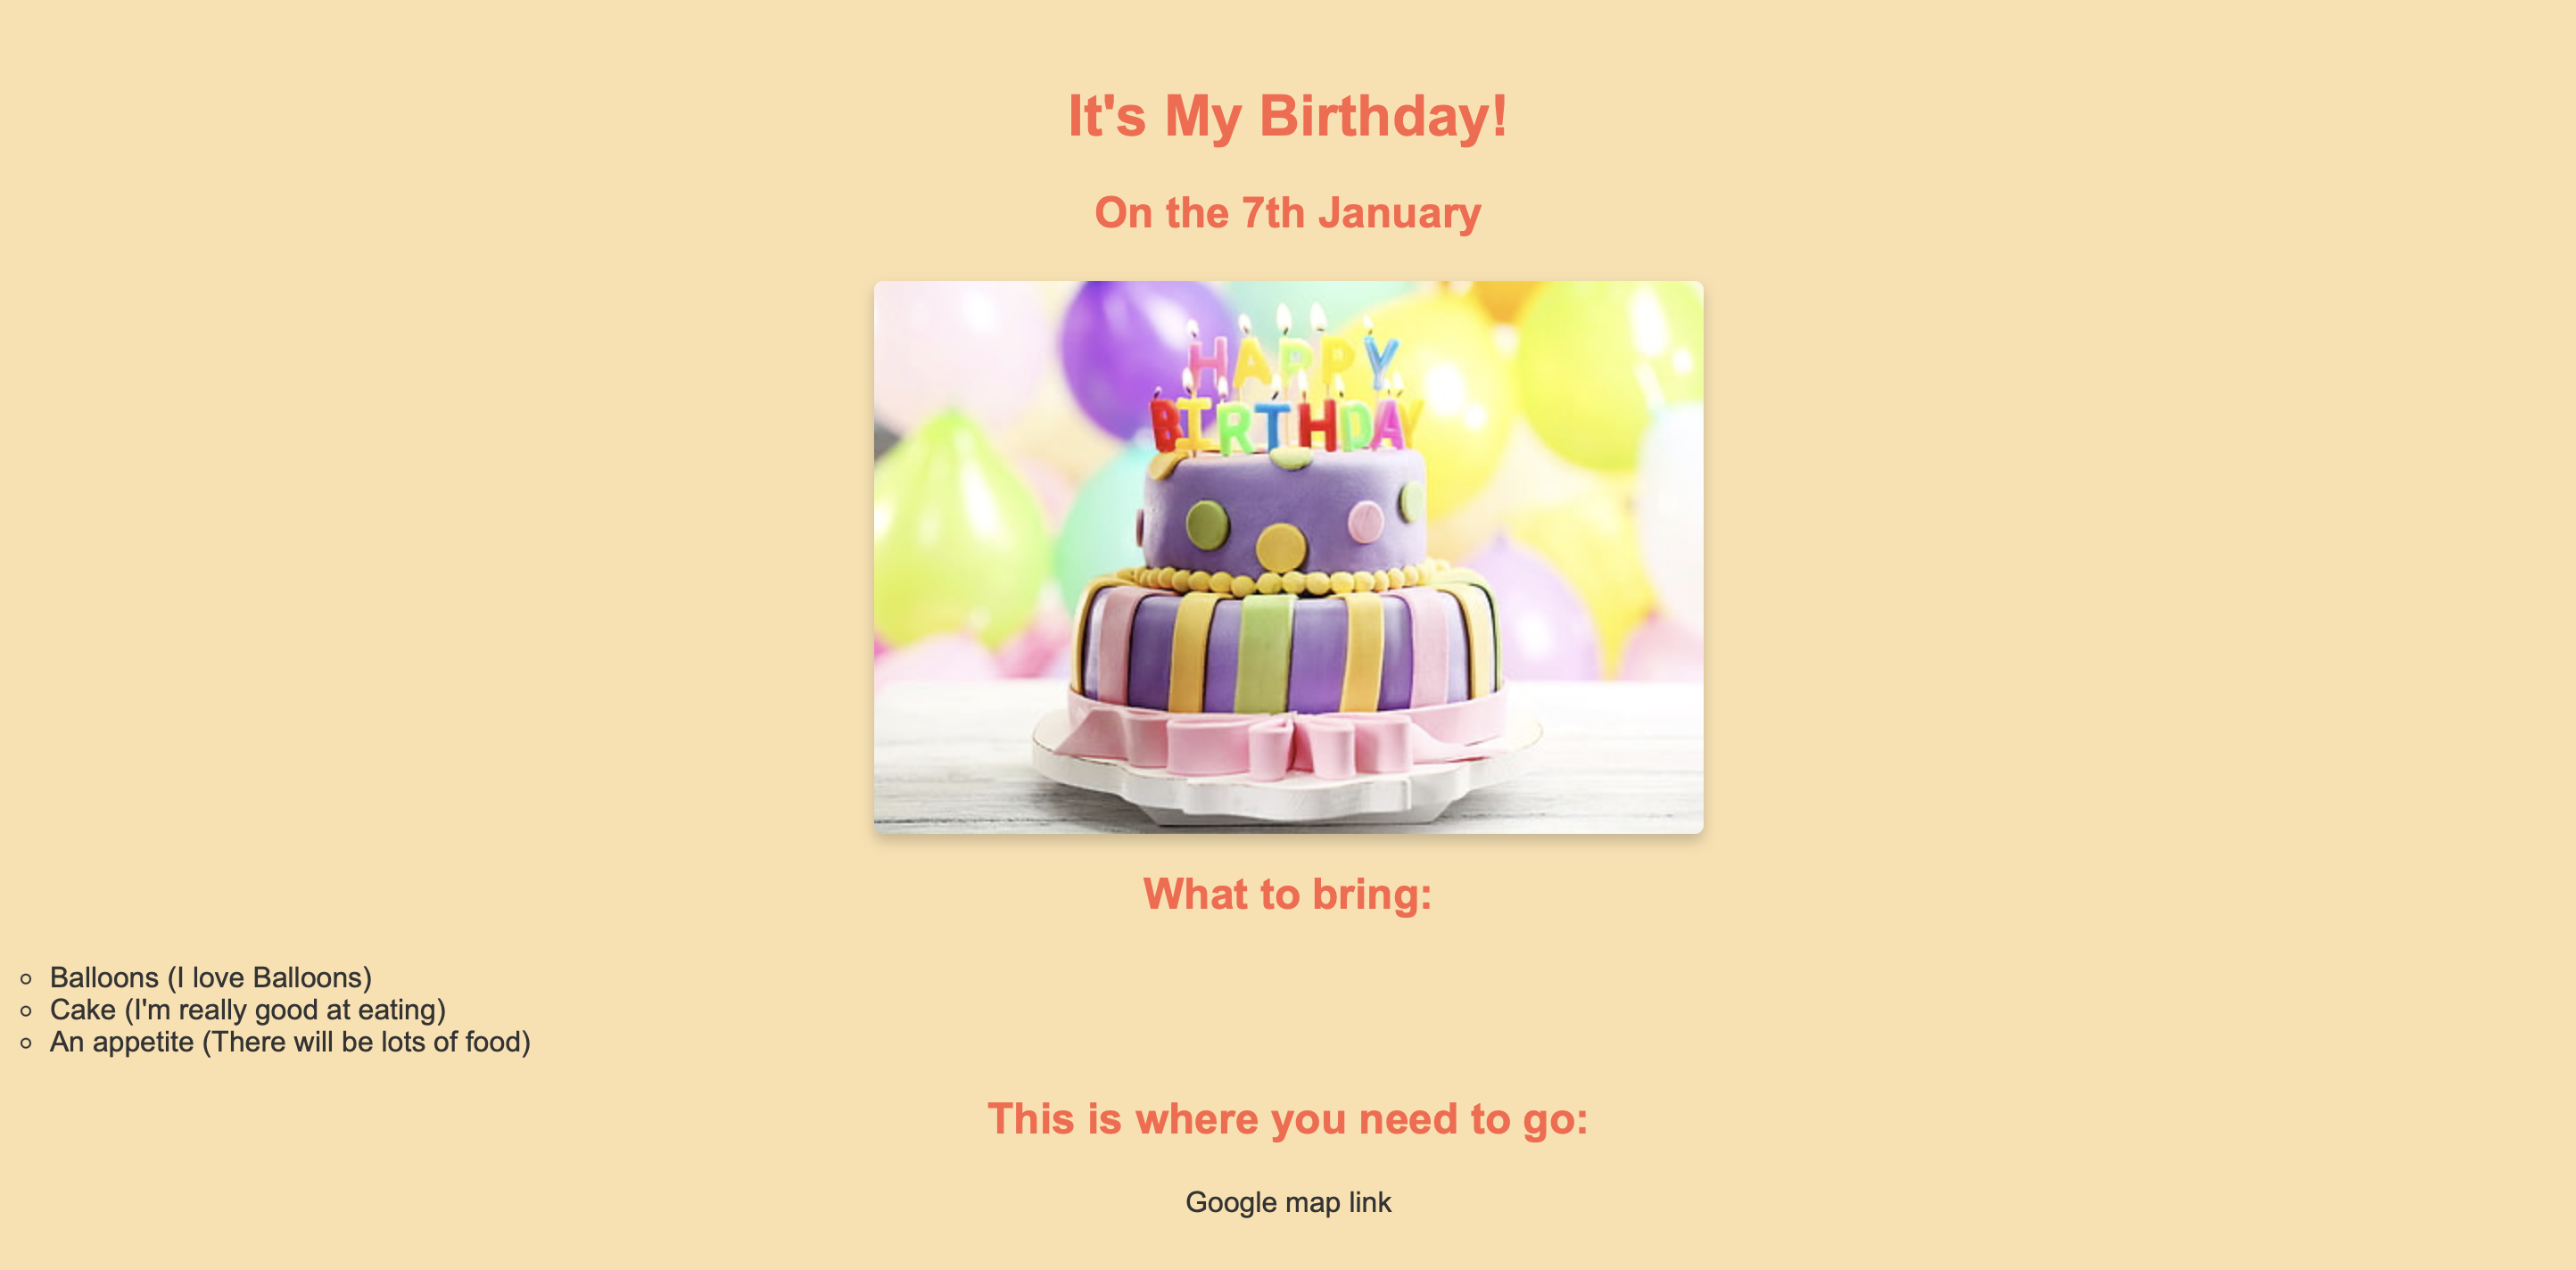 It's My Birthday!
On the 7th January
HAPPY
BIRTHDAY
What to bring:
Balloons (I love Balloons)
Cake (I'm really good at eating)
An appetite (There will be lots of food)
This is where you need to go:
Google map link